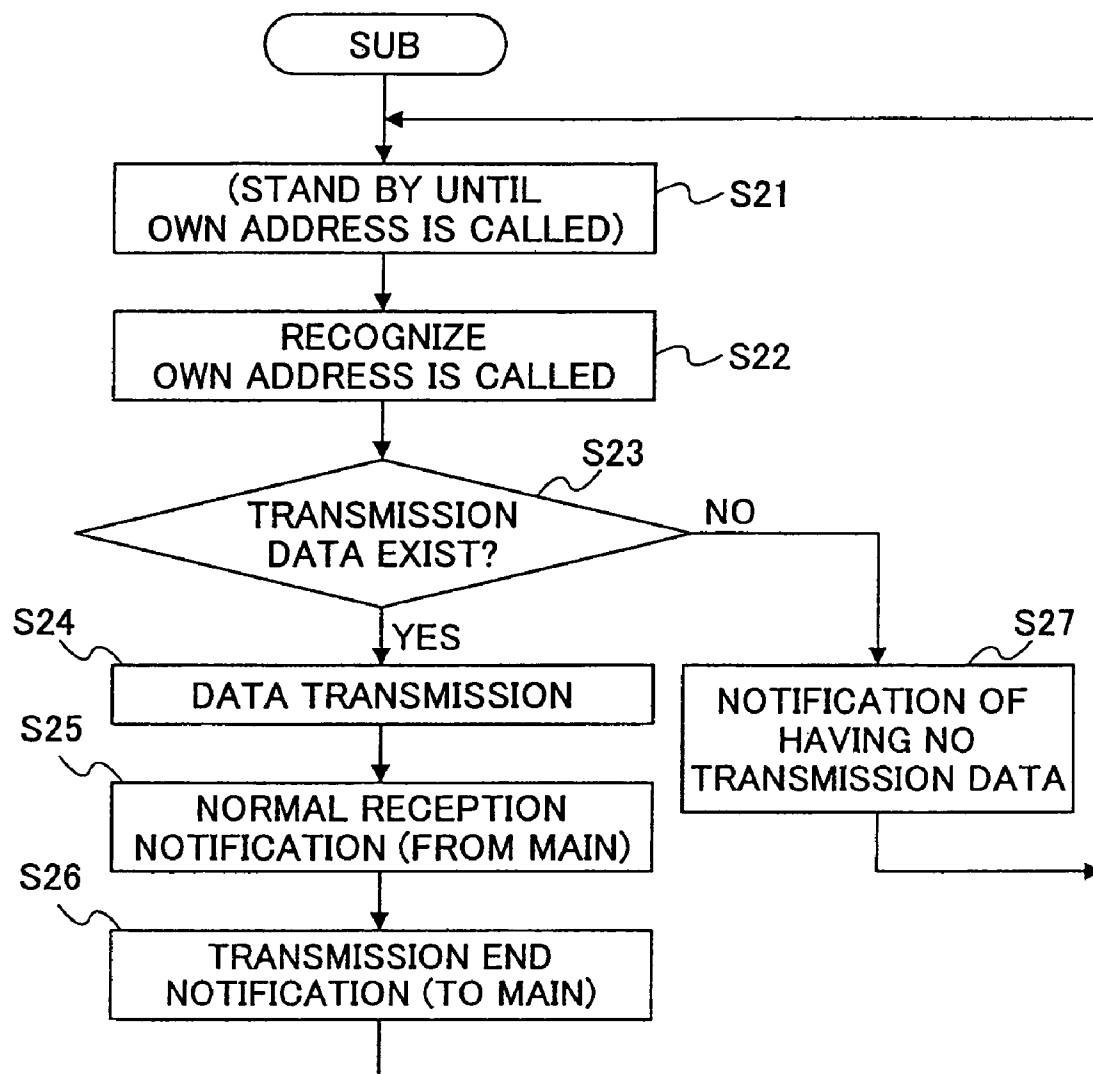 SUB
(STAND BY UNTIL
OWN ADDRESS IS CALLED)
S21
RECOGNIZE
OWN ADDRESS IS CALLED
S22
S23
TRANSMISSION
DATA EXIST?
NO
YES
S24
DATA TRANSMISSION
S27
NOTIFICATION OF
HAVING NO
TRANSMISSION DATA
S25
NORMAL RECEPTION
NOTIFICATION (FROM MAIN)
S26
TRANSMISSION END
NOTIFICATION (TO MAIN)